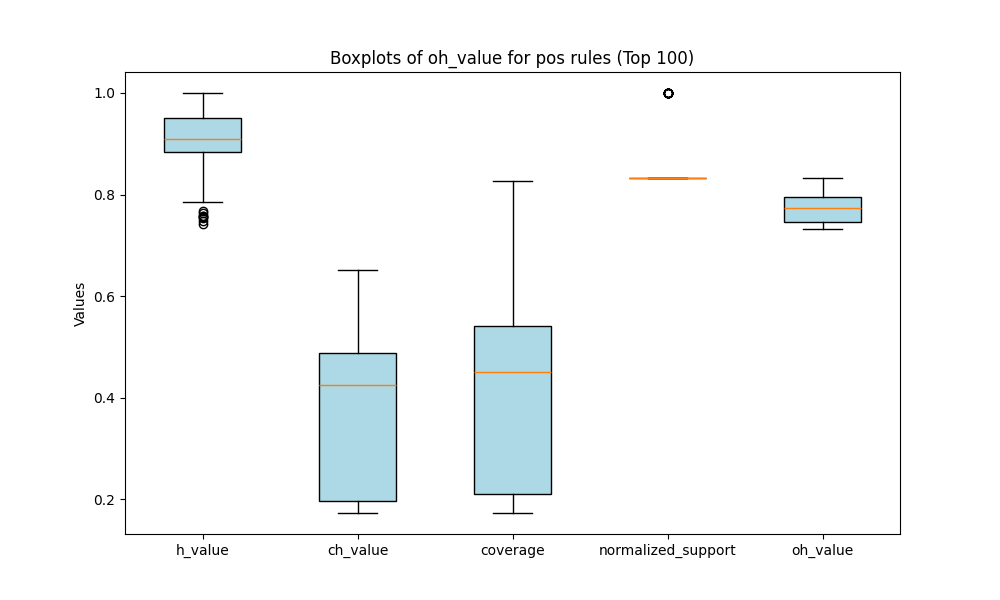 Boxplots of oh_value for pos rules (Top 100)
1.0
0.8
0.6
0.4
0.2
Values
h_value
ch_value
coverage
normalized_support
oh_value